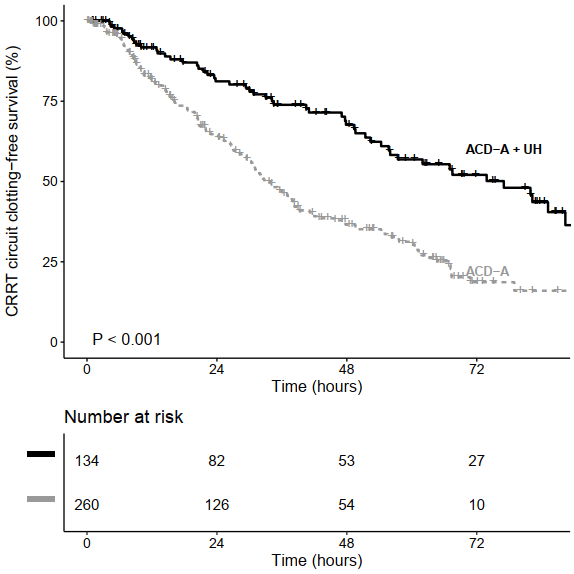 CRRT circuit clotting−free survival (%)
100
75
50
25
0
ACD−A + UH
ACD−A
P < 0.001
0 24 48 72
Time (hours)
Number at risk
134 82 53 27
260 126 54 10
0 24 48 72
Time (hours)